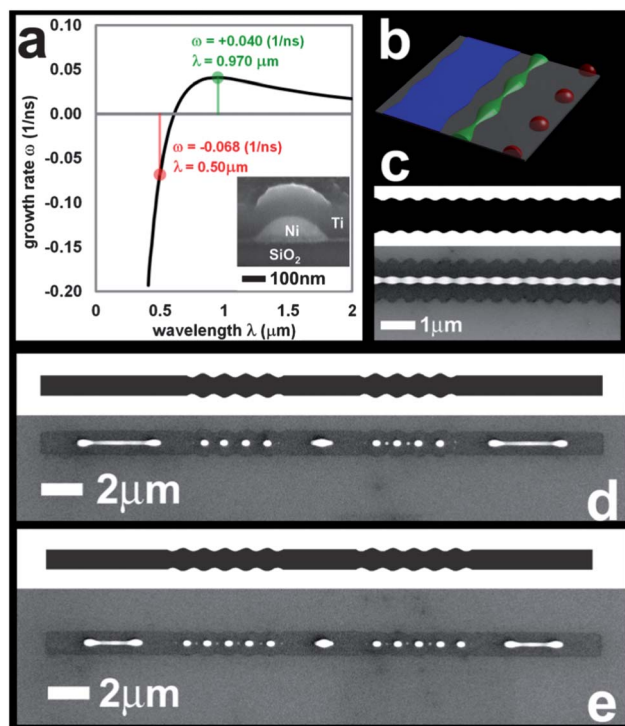 a
0.10
0.05
0.00
-0.05
-0.10
-0.15
-0.20
growth rate ω (1/ns)
ω = +0.040 (1/ns)
λ = 0.970 μm
ω = -0.068 (1/ns)
λ = 0.50μm
Ti
Ni
SiO₂
100nm
0
0.5
1
1.5
2
wavelength λ (μm)
b
c
1μm
2μm
d
2μm
e